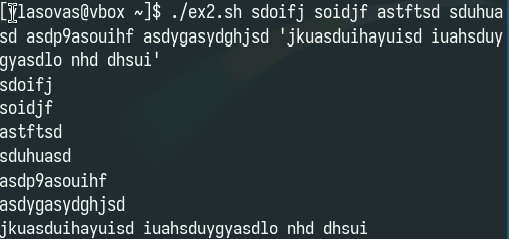 [vlasovas@vbox ~]$ ./ex2.sh sdoifj soidjf astftsd sduhua
sd asdp9asouihf asdygasydghjsd 'jkuasduihayuisd iuahsduy
gyasdlo nhd dhsui'
sdoifj
soidjf
astftsd
sduhuasd
asdp9asouihf
asdygasydghjsd
jkuasduihayuisd iuahsduygyasdlo nhd dhsui